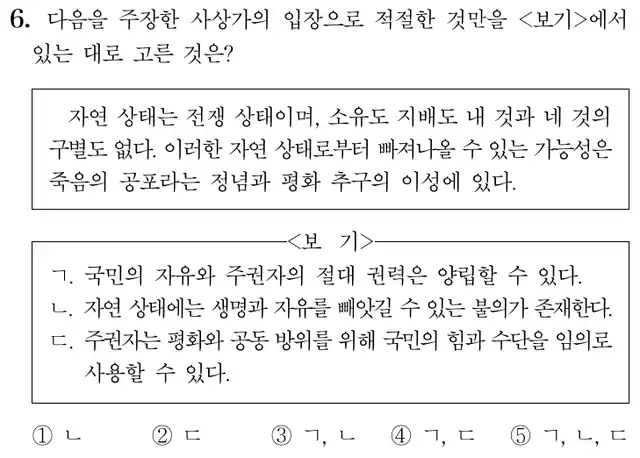 6. 다음을 주장한 사상가의 입장으로 적절한 것만을 <보기>에서
있는 대로 고른 것은?
자연 상태는 전쟁 상태이며, 소유도 지배도 내 것과 네 것의
구별도 없다. 이러한 자연 상태로부터 빠져나올 수 있는 가능성은
죽음의 공포라는 정념과 평화 추구의 이성에 있다.
<보 기>
ㄱ. 국민의 자유와 주권자의 절대 권력은 양립할 수 있다.
ㄴ. 자연 상태에는 생명과 자유를 빼앗길 수 있는 불의가 존재한다.
ㄷ. 주권자는 평화와 공동 방위를 위해 국민의 힘과 수단을 임의로
사용할 수 있다.
① ㄴ ② ㄷ ③ ㄱ, ㄴ ④ ㄱ, ㄷ ⑤ ㄱ, ㄴ, ㄷ